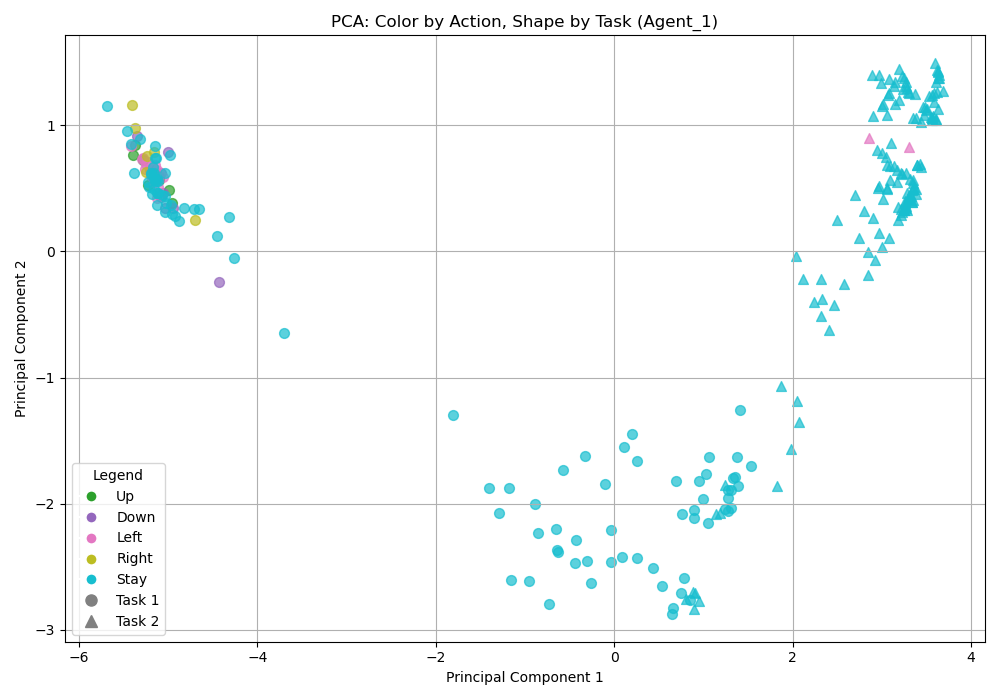 PCA: Color by Action, Shape by Task (Agent_1)
Principal Component 2
1
0
−1
−2
−3
Legend
Up
Down
Left
Right
Stay
Task 1
Task 2
−6 −4 −2 0 2 4
Principal Component 1